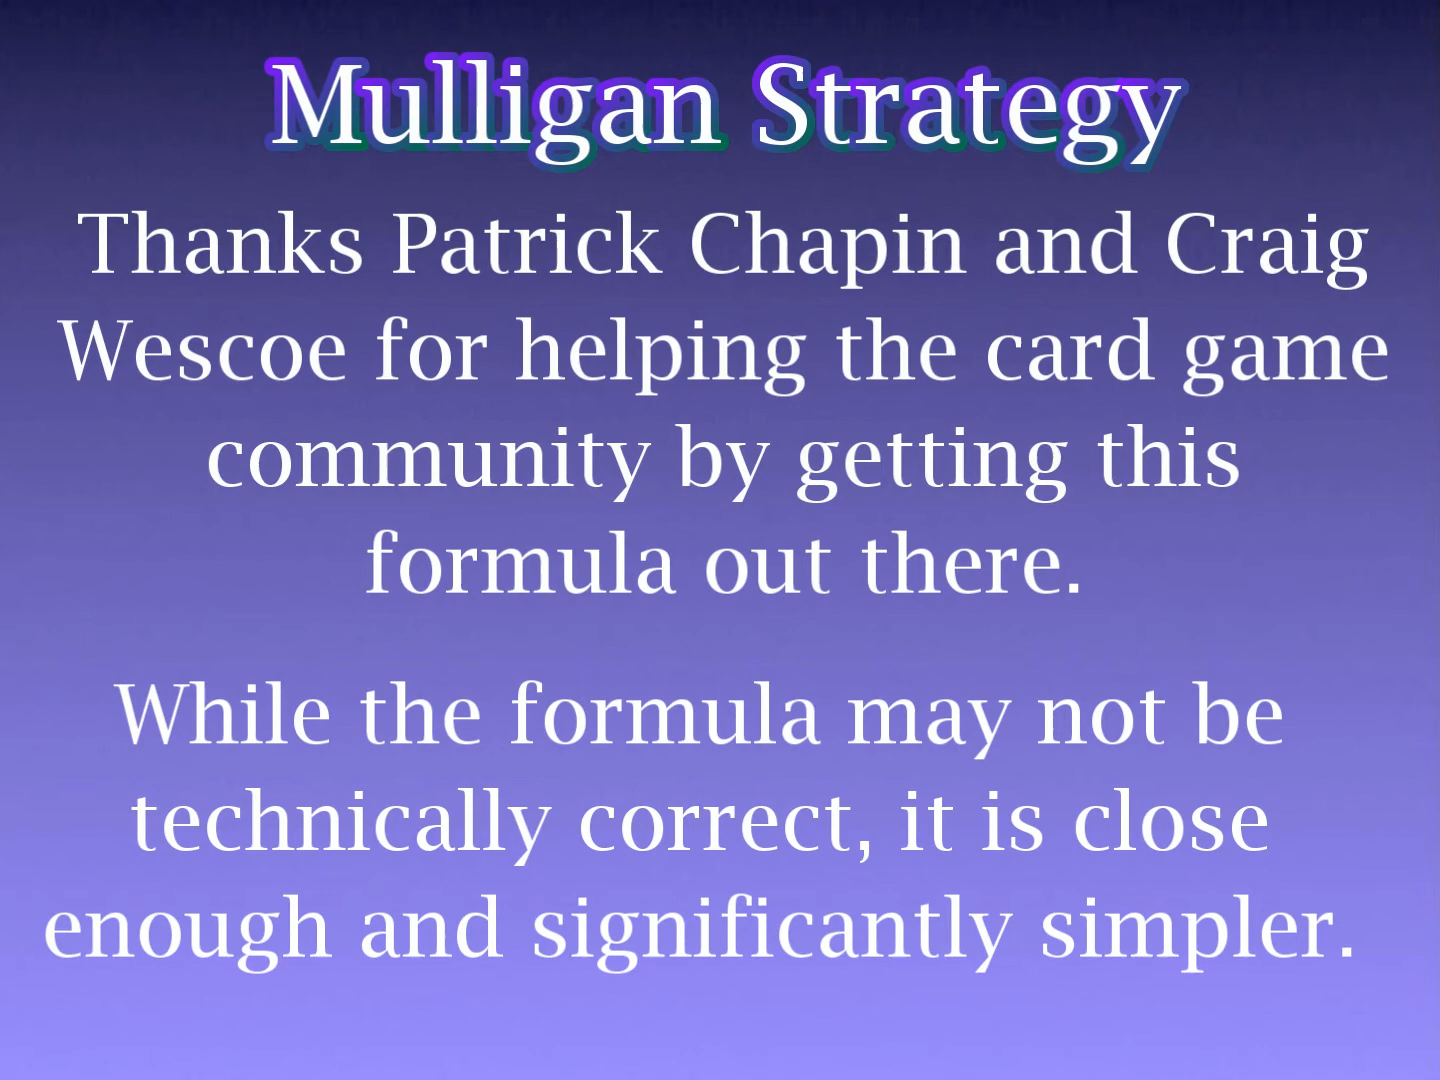 Mulligan Strategy
Thanks Patrick Chapin and Craig
Wescoe for helping the card game
community by getting this
formula out there.
While the formula may not be
technically correct, it is close
enough and significantly simpler.